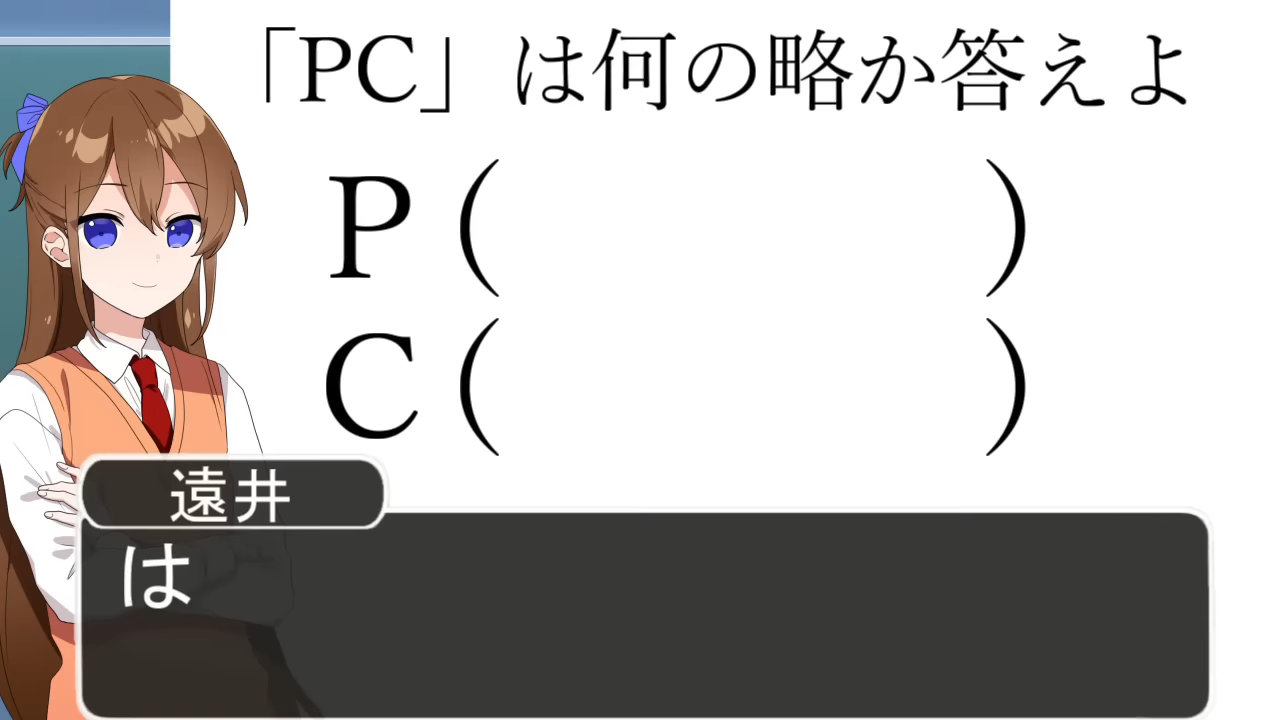 「PC」は何の略か答えよ
P（　　　　　）
C（　　　　　）
遠井
は